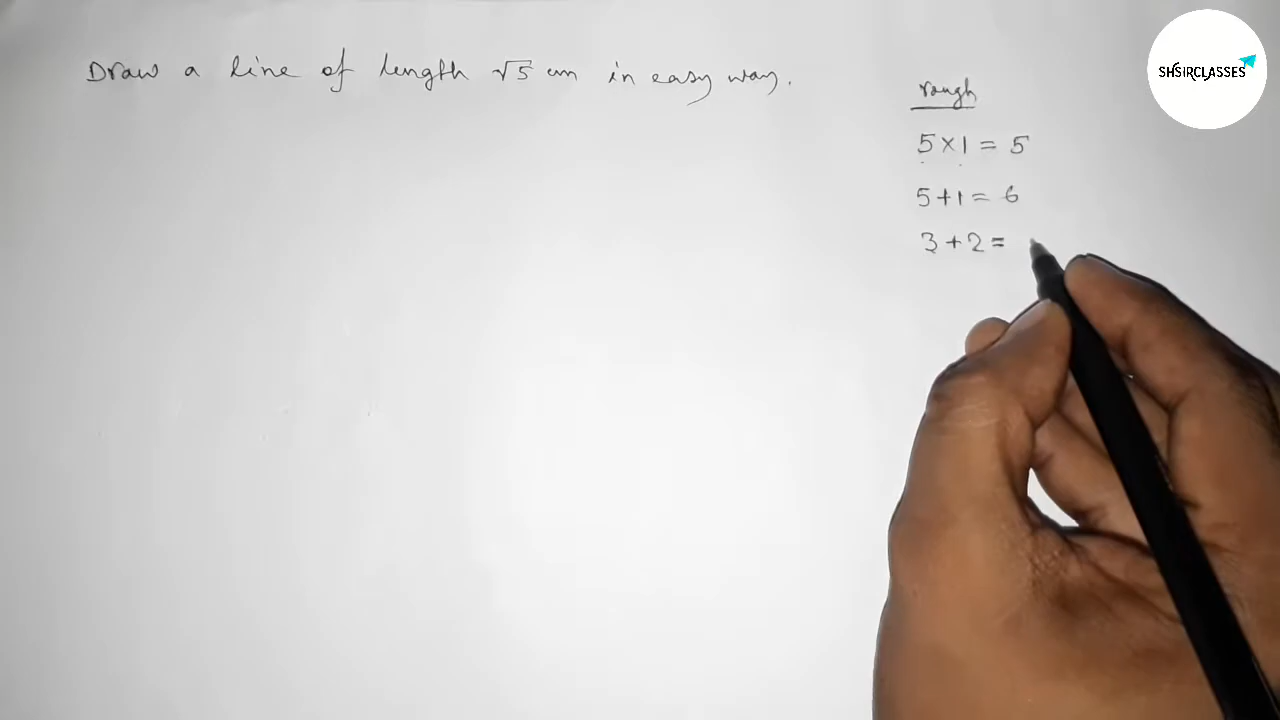 Draw a line of length √5 cm in easy way.
SHSIRCLASSES
rough
5×1 = 5
5+1 = 6
3+2 =